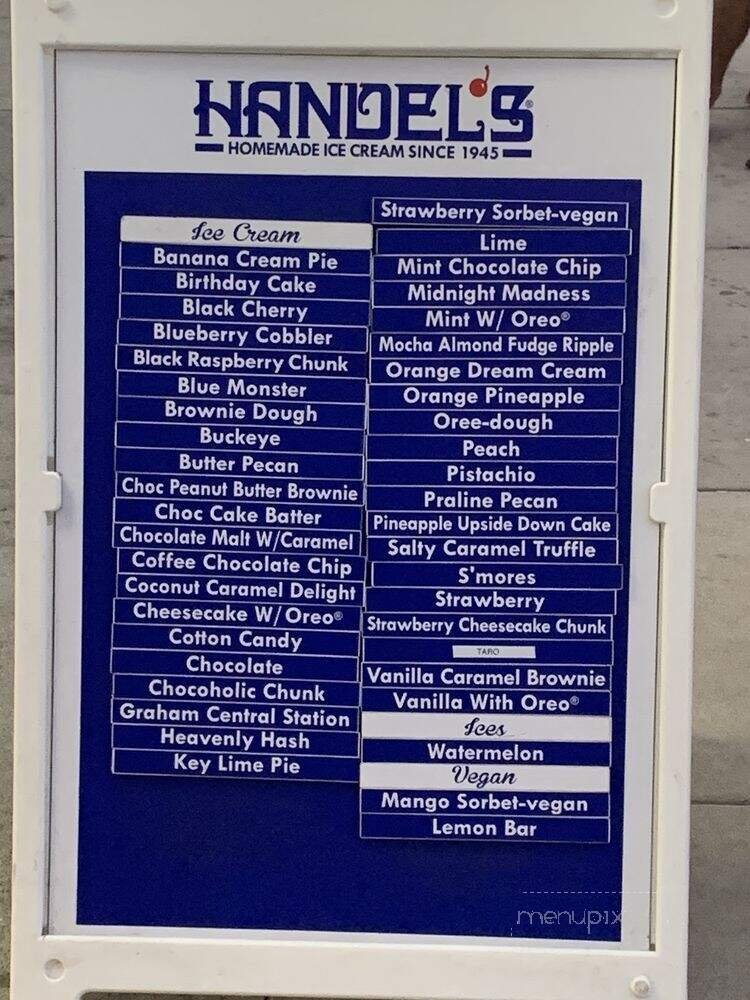 HANDEL'S®
HOMEMADE ICE CREAM SINCE 1945
Ice Cream
Banana Cream Pie
Birthday Cake
Black Cherry
Blueberry Cobbler
Black Raspberry Chunk
Blue Monster
Brownie Dough
Buckeye
Butter Pecan
Choc Peanut Butter Brownie
Choc Cake Batter
Chocolate Malt W/Caramel
Coffee Chocolate Chip
Coconut Caramel Delight
Cheesecake W/Oreo®
Cotton Candy
Chocolate
Chocoholic Chunk
Graham Central Station
Heavenly Hash
Key Lime Pie
Strawberry Sorbet-vegan
Lime
Mint Chocolate Chip
Midnight Madness
Mint W/ Oreo®
Mocha Almond Fudge Ripple
Orange Dream Cream
Orange Pineapple
Oree-dough
Peach
Pistachio
Praline Pecan
Pineapple Upside Down Cake
Salty Caramel Truffle
S'mores
Strawberry
Strawberry Cheesecake Chunk
TARO
Vanilla Caramel Brownie
Vanilla With Oreo®
Ices
Watermelon
Vegan
Mango Sorbet-vegan
Lemon Bar
menupix